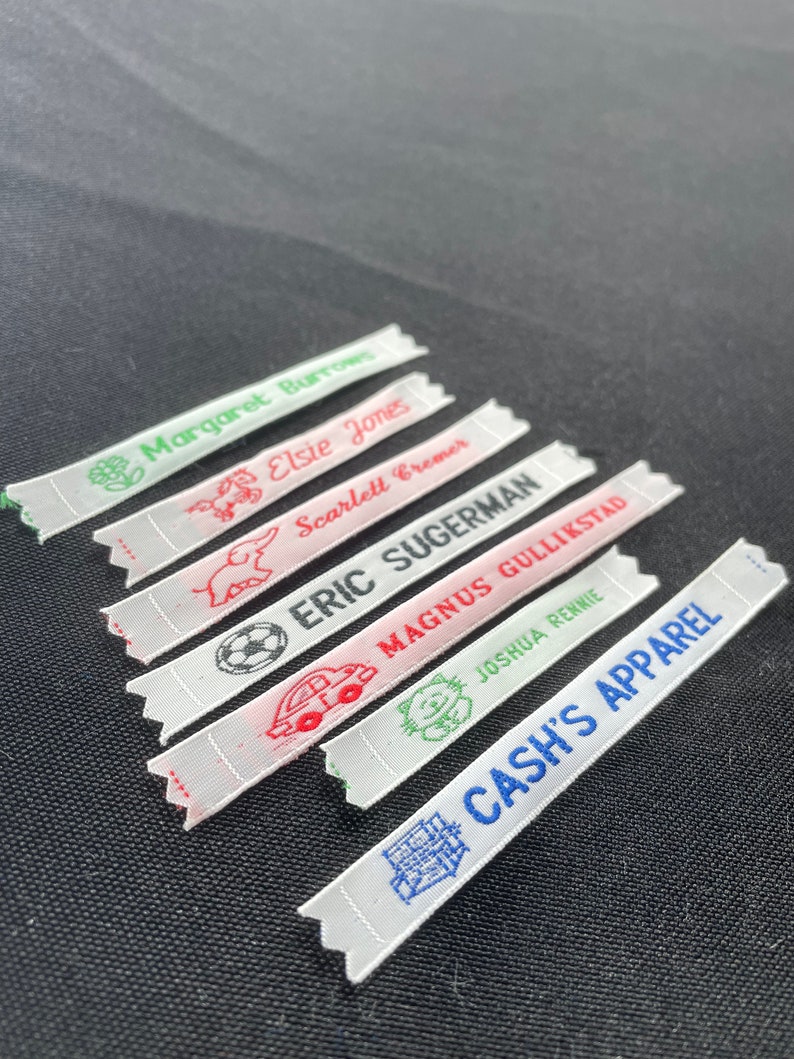 Margaret Burrows
Elsie Jones
Scarlett Cremer
ERIC SUGERMAN
MAGNUS GULLIKSTAD
JOSHUA RENNIE
CASH'S APPAREL